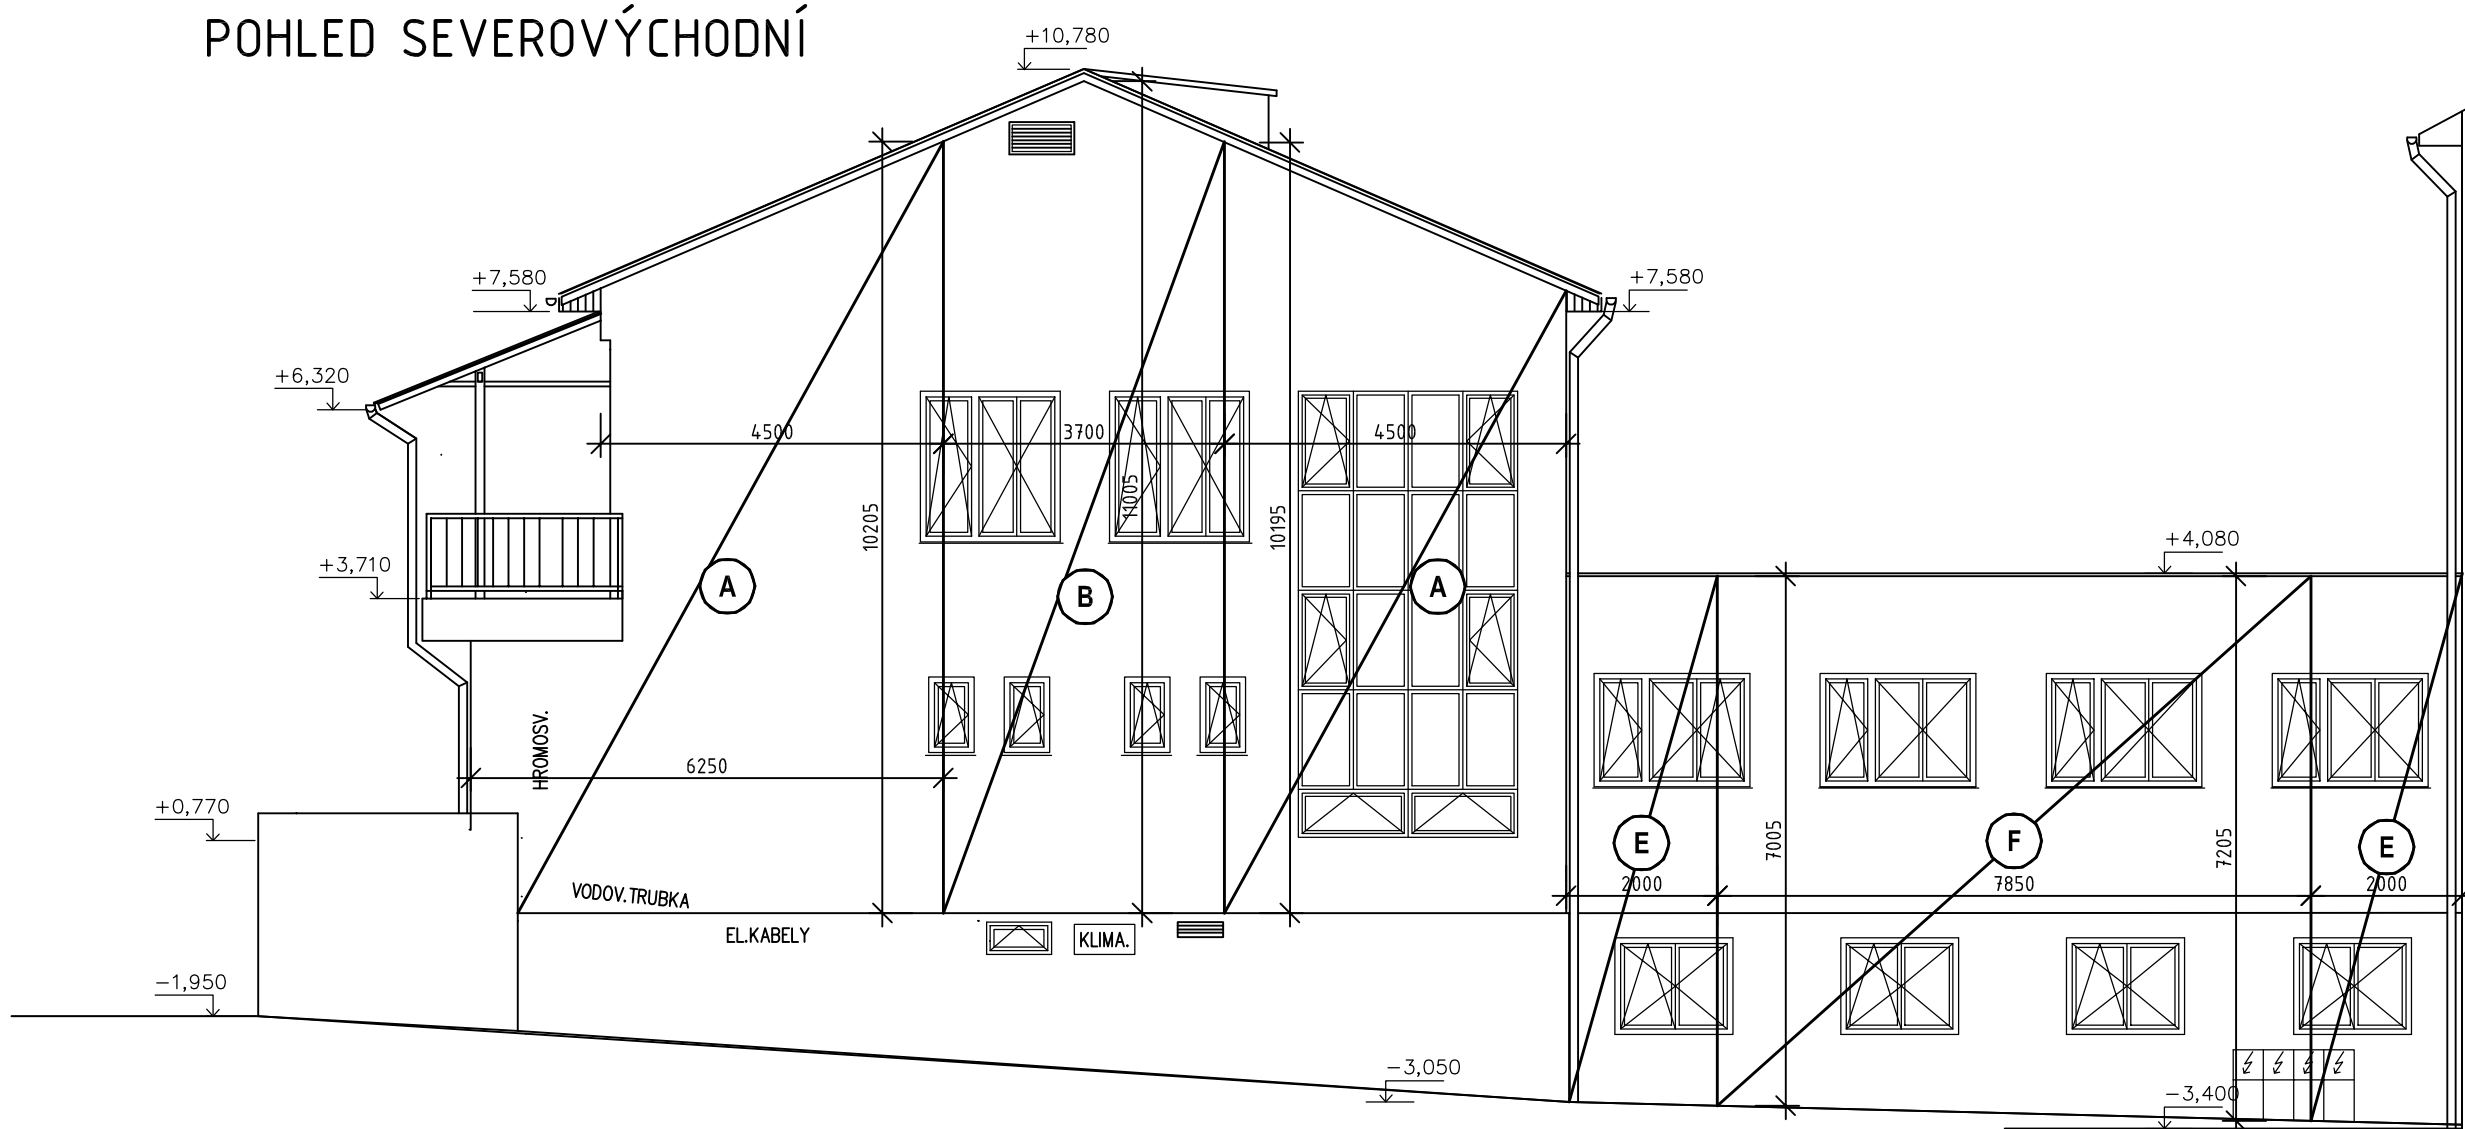 POHLED SEVEROVÝCHODNÍ
+10,780
+7,580
+7,580
+6,320
4500
3700
4500
10205
11005
10195
+3,710
+4,080
A
B
A
HROMOSV.
6250
+0,770
E
F
E
7005
7205
2000
7850
2000
VODOV.TRUBKA
EL.KABELY
KLIMA.
−1,950
−3,050
−3,400